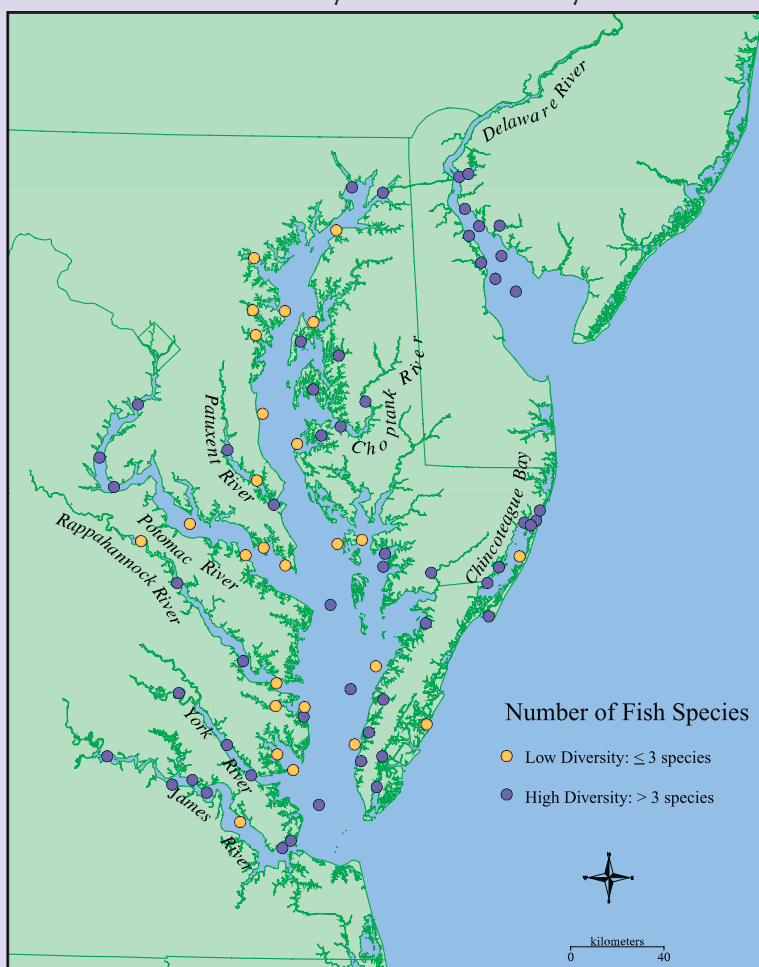 Delaware River
Choptank River
Patuxent River
Chincoteague Bay
Potomac River
Rappahannock River
York River
James River
Number of Fish Species
Low Diversity: ≤ 3 species
High Diversity: > 3 species
kilometers
0 40